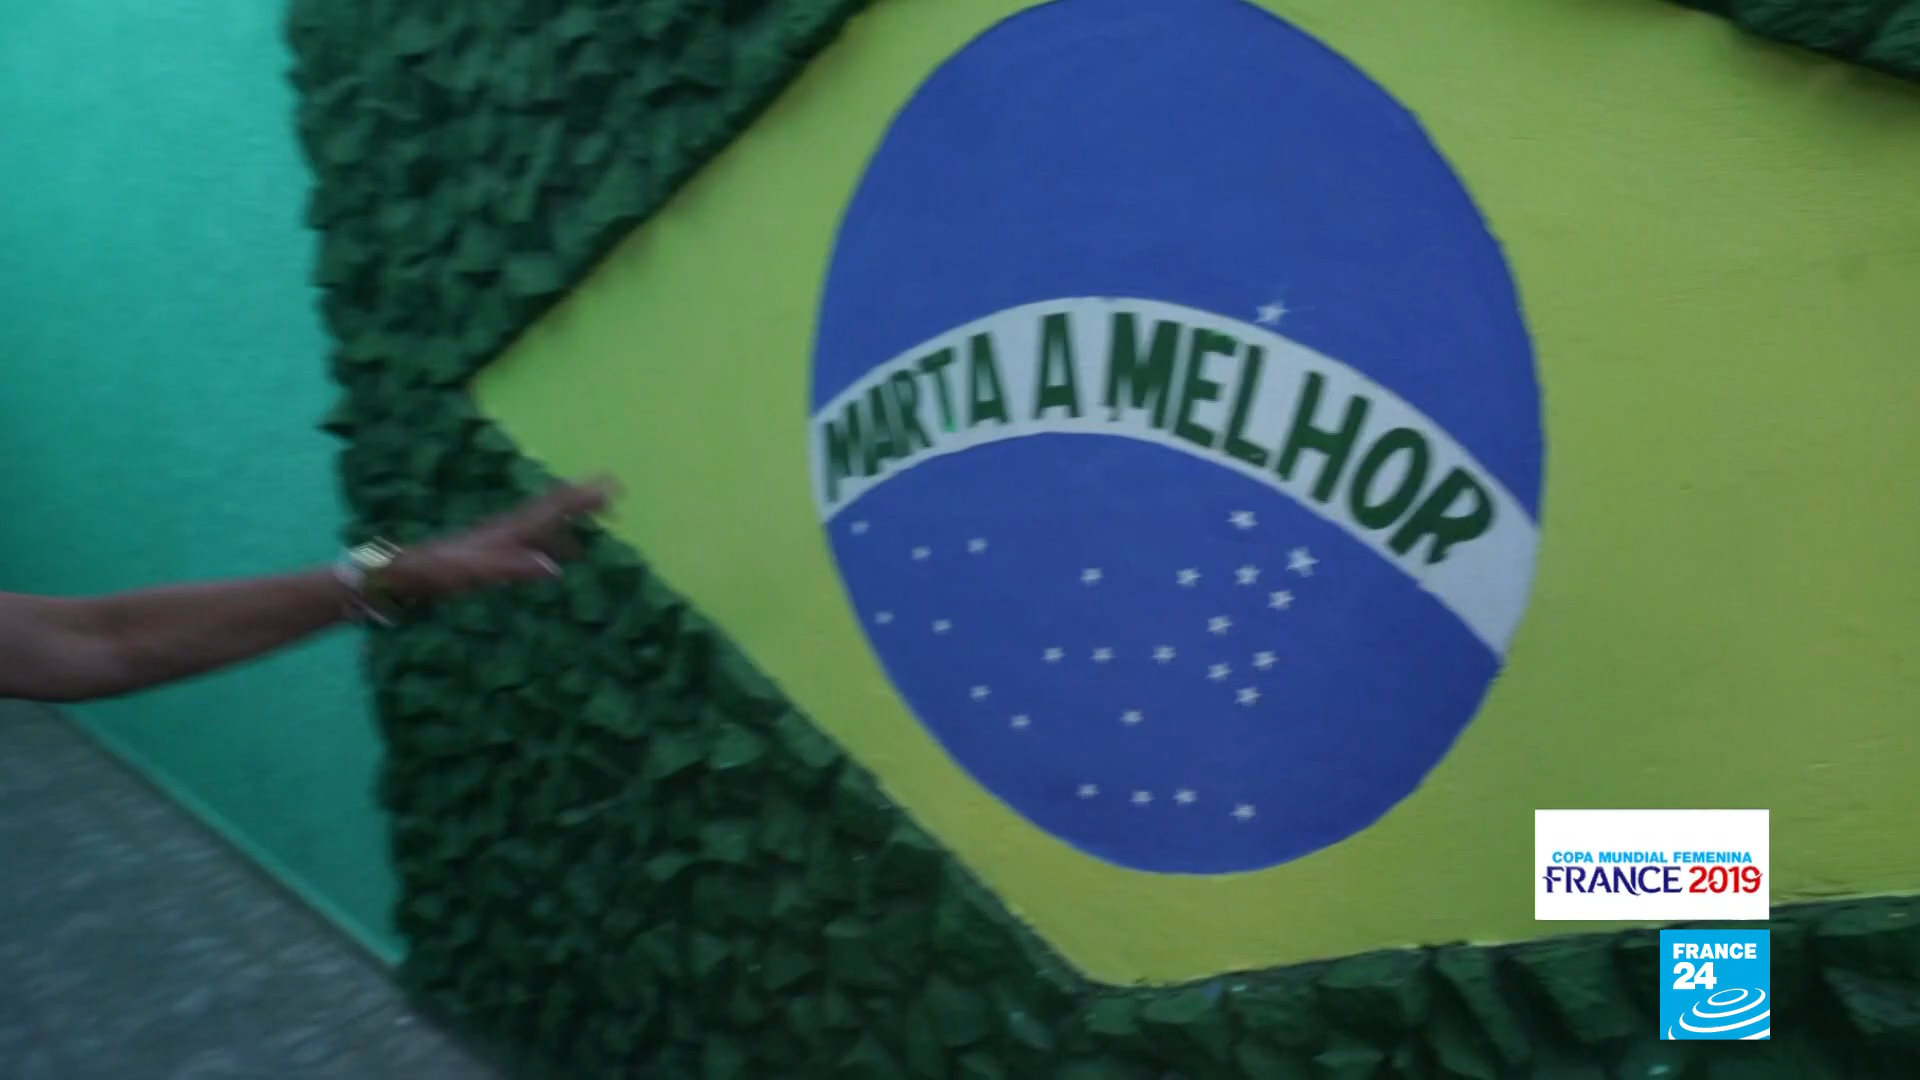 MARTA A MELHOR
COPA MUNDIAL FEMENINA
FRANCE 2019
FRANCE
24